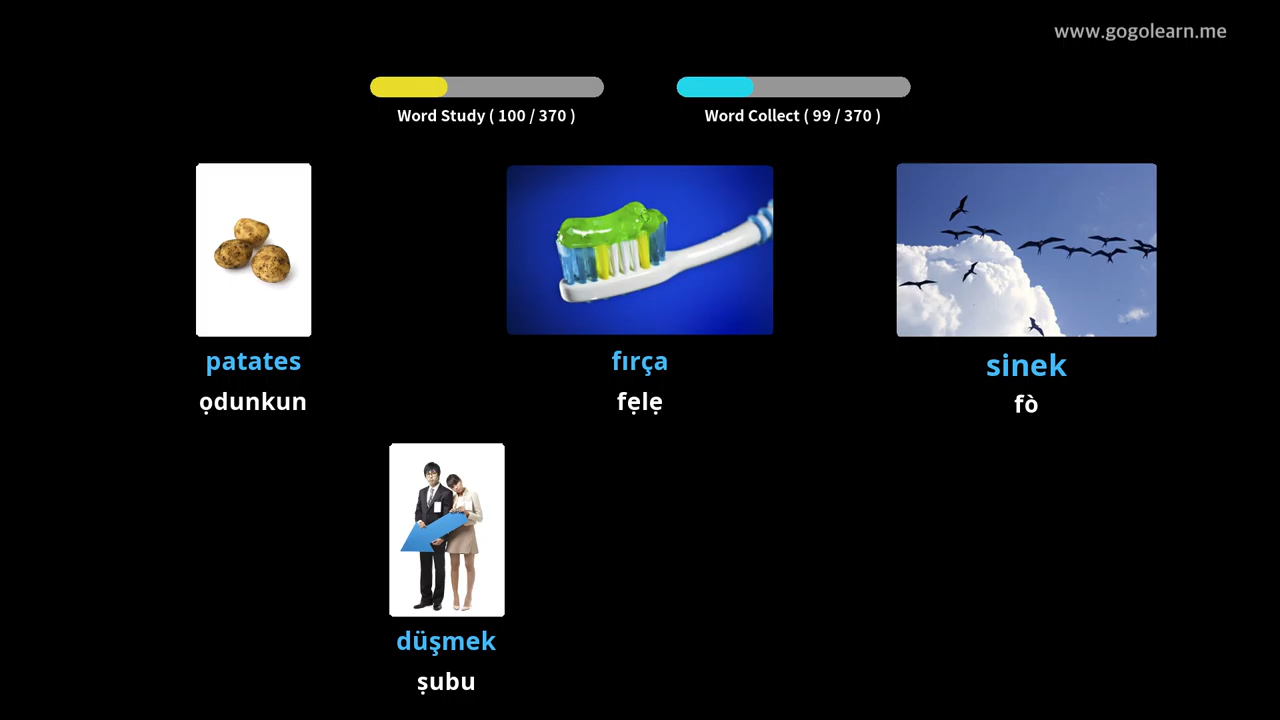 www.gogolearn.me
Word Study ( 100 / 370 )
Word Collect ( 99 / 370 )
patates
ọdunkun
fırça
fẹlẹ
sinek
fò
düşmek
ṣubu